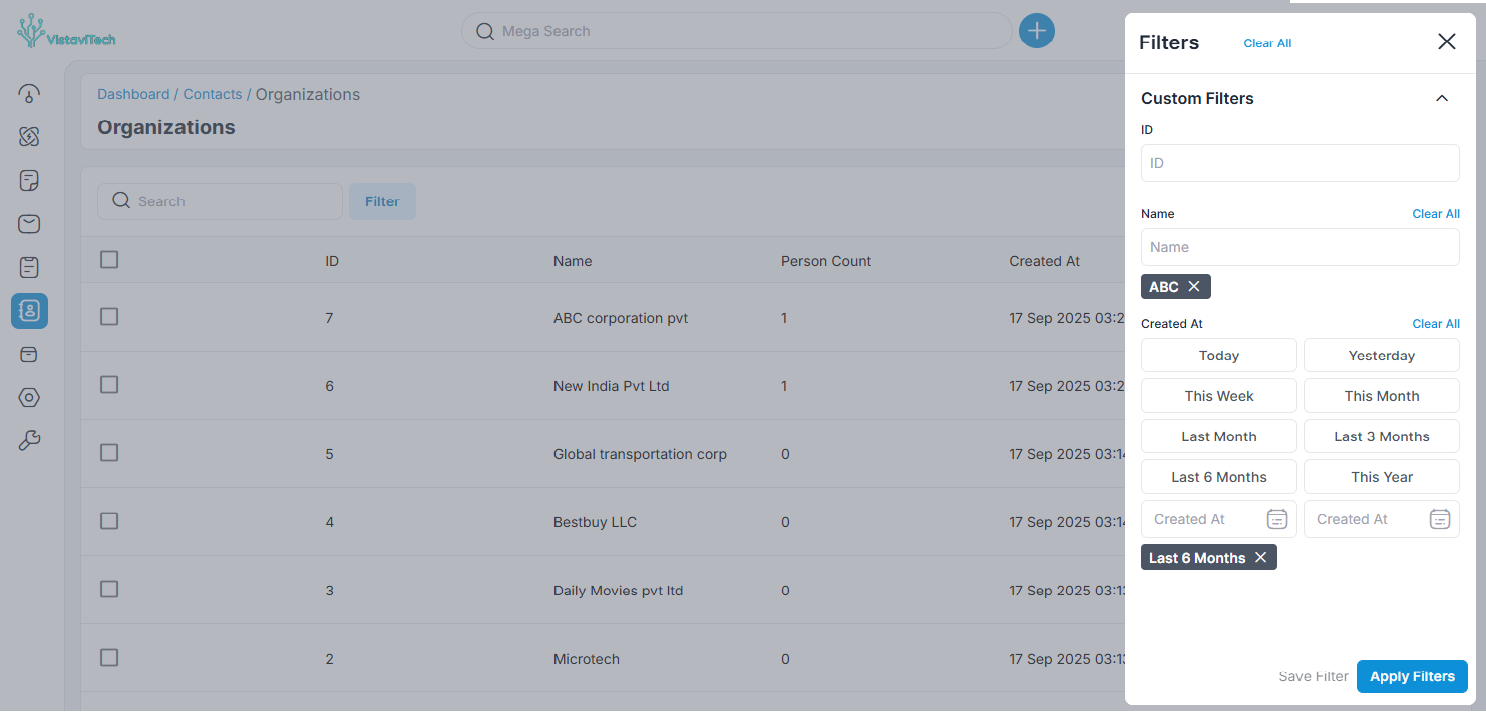 VistaviTech
Mega Search
Dashboard / Contacts / Organizations
Organizations
Search
Filter
ID Name Person Count Created At
7 ABC corporation pvt 1 17 Sep 2025 03:2
6 New India Pvt Ltd 1 17 Sep 2025 03:2
5 Global transportation corp 0 17 Sep 2025 03:14
4 Bestbuy LLC 0 17 Sep 2025 03:14
3 Daily Movies pvt ltd 0 17 Sep 2025 03:13
2 Microtech 0 17 Sep 2025 03:13
Filters Clear All
Custom Filters
ID
ID
Name Clear All
Name
ABC
Created At Clear All
Today Yesterday
This Week This Month
Last Month Last 3 Months
Last 6 Months This Year
Created At Created At
Last 6 Months
Save Filter Apply Filters